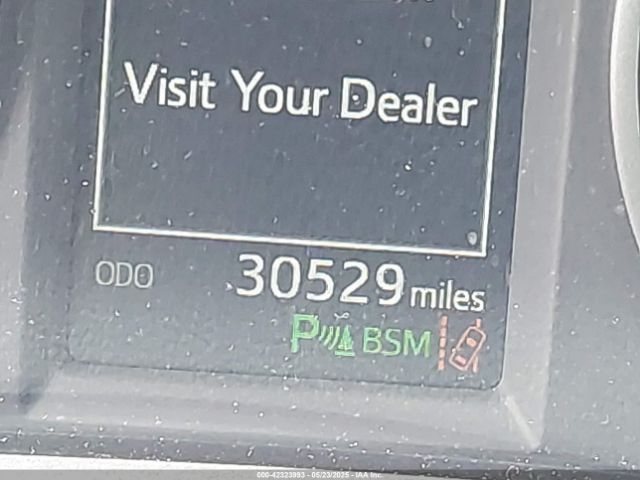 Visit Your Dealer
ODO 30529 miles
P BSM
000-42323993 - 05/23/2025 - IAA Inc.